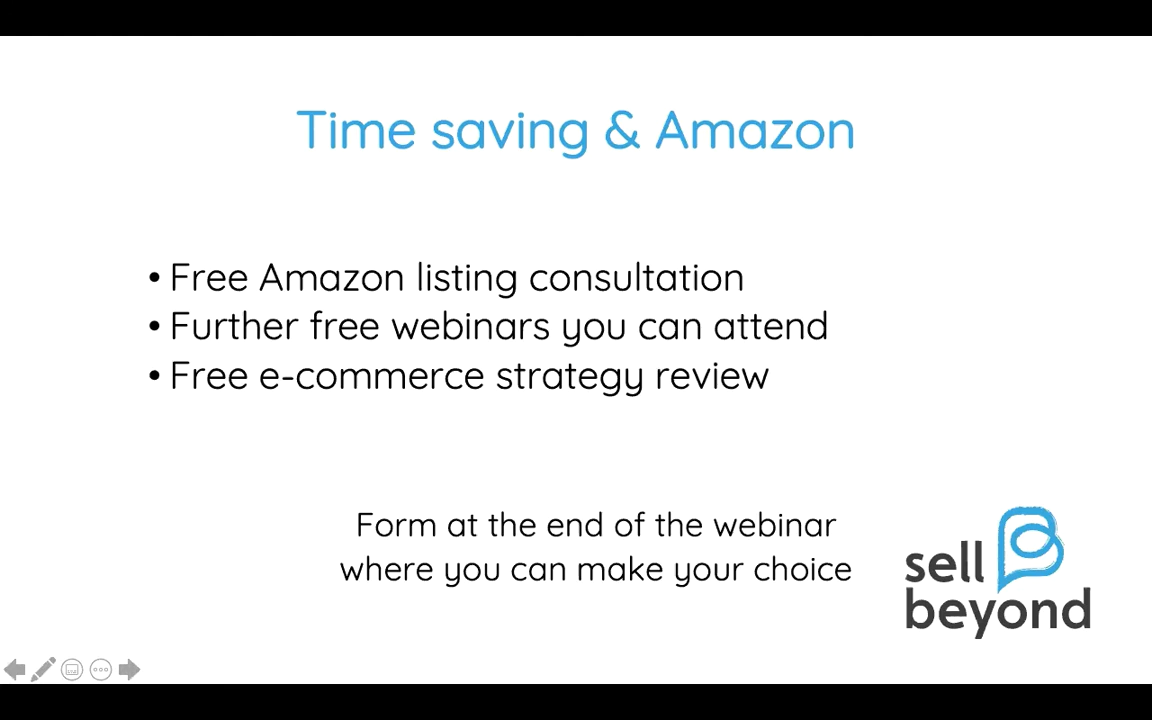 Time saving & Amazon
• Free Amazon listing consultation
• Further free webinars you can attend
• Free e-commerce strategy review
Form at the end of the webinar
where you can make your choice
sell
beyond